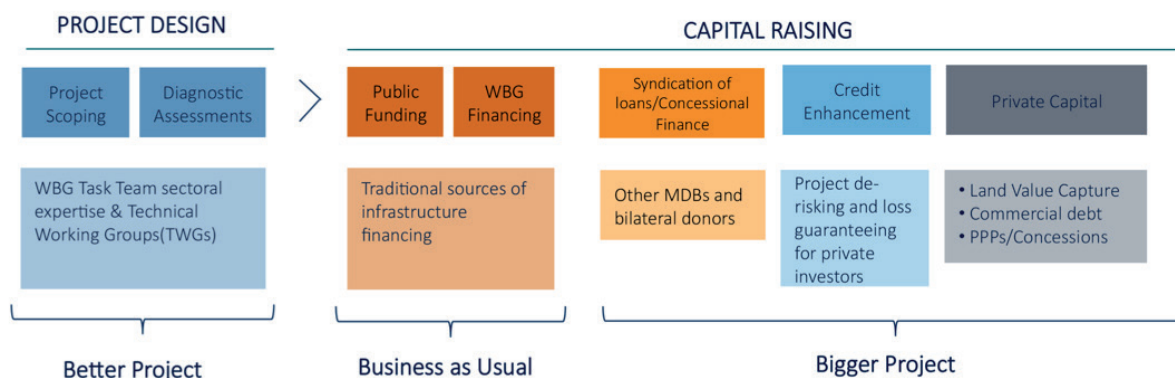 PROJECT DESIGN
CAPITAL RAISING
Project
Scoping
Diagnostic
Assessments
Public
Funding
WBG
Financing
Syndication of
loans/Concessional
Finance
Credit
Enhancement
Private Capital
WBG Task Team sectoral
expertise & Technical
Working Groups(TWGs)
Traditional sources of
infrastructure
financing
Other MDBs and
bilateral donors
Project de-
risking and loss
guaranteeing
for private
investors
• Land Value Capture
• Commercial debt
• PPPs/Concessions
Better Project
Business as Usual
Bigger Project